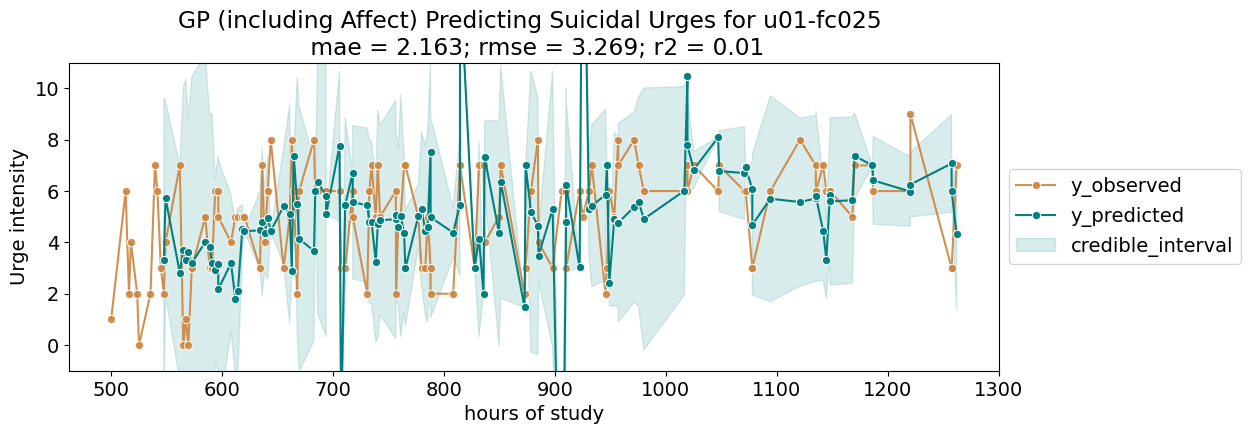 GP (including Affect) Predicting Suicidal Urges for u01-fc025
mae = 2.163; rmse = 3.269; r2 = 0.01
10
8
6
4
2
0
Urge intensity
500 600 700 800 900 1000 1100 1200 1300
hours of study
y_observed
y_predicted
credible_interval